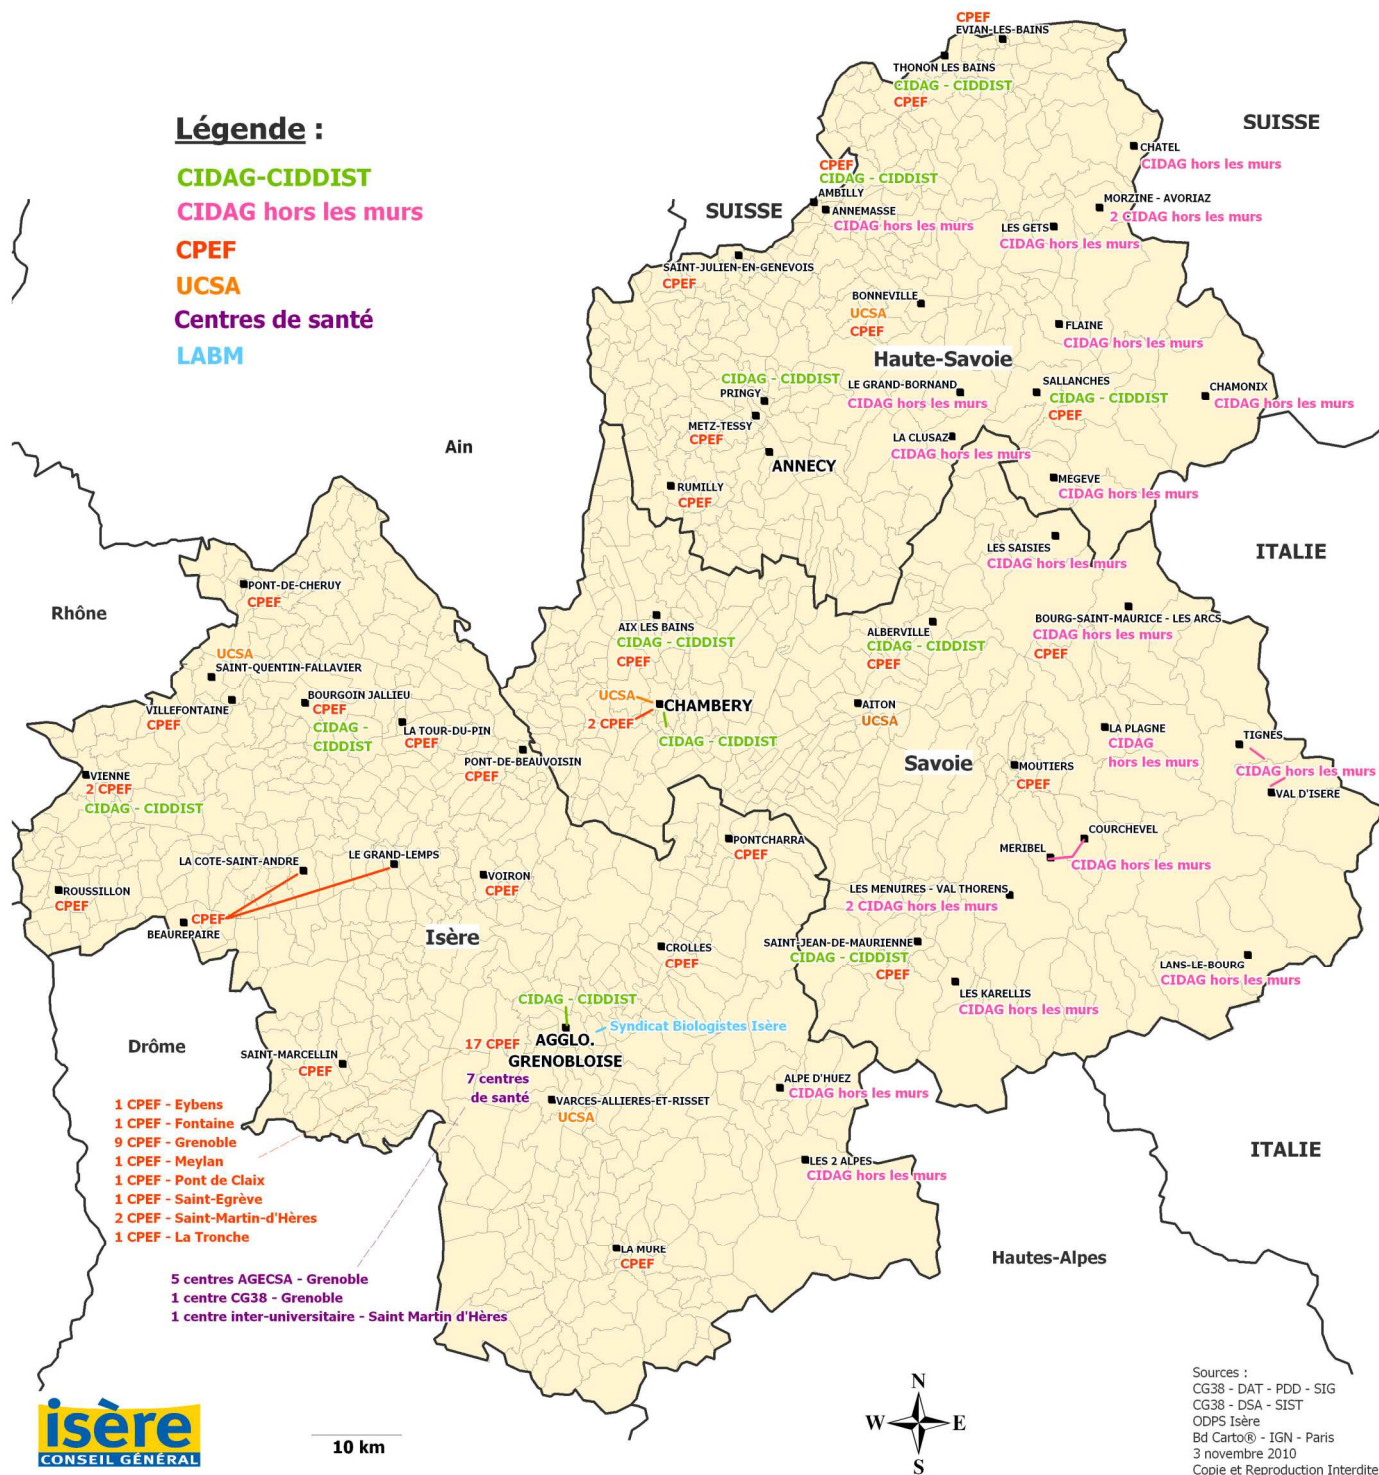 Légende :
CIDAG-CIDDIST
CIDAG hors les murs
CPEF
UCSA
Centres de santé
LABM
CPEF
EVIAN-LES-BAINS
THONON LES BAINS
CIDAG - CIDDIST
CPEF
SUISSE
CHATEL
CIDAG hors les murs
CPEF
CIDAG - CIDDIST
AMBILLY
ANNEMASSE
CIDAG hors les murs
SUISSE
MORZINE - AVORIAZ
2 CIDAG hors les murs
LES GETS
CIDAG hors les murs
SAINT-JULIEN-EN-GENEVOIS
CPEF
BONNEVILLE
UCSA
CPEF
FLAINE
CIDAG hors les murs
Haute-Savoie
CIDAG - CIDDIST
PRINGY
LE GRAND-BORNAND
CIDAG hors les murs
SALLANCHES
CIDAG - CIDDIST
CPEF
CHAMONIX
CIDAG hors les murs
METZ-TESSY
CPEF
LA CLUSAZ
CIDAG hors les murs
Ain
ANNECY
RUMILLY
CPEF
MEGEVE
CIDAG hors les murs
LES SAISIES
CIDAG hors les murs
ITALIE
PONT-DE-CHERUY
CPEF
Rhône
AIX LES BAINS
CIDAG - CIDDIST
CPEF
ALBERVILLE
CIDAG - CIDDIST
CPEF
BOURG-SAINT-MAURICE - LES ARCS
CIDAG hors les murs
CPEF
UCSA
SAINT-QUENTIN-FALLAVIER
VILLEFONTAINE
CPEF
BOURGOIN JALLIEU
CPEF
CIDAG -
CIDDIST
LA TOUR-DU-PIN
CPEF
PONT-DE-BEAUVOISIN
CPEF
UCSA
CHAMBERY
2 CPEF
CIDAG - CIDDIST
AITON
UCSA
LA PLAGNE
CIDAG
hors les murs
TIGNES
CIDAG hors les murs
VAL D'ISERE
Savoie
MOUTIERS
CPEF
VIENNE
2 CPEF
CIDAG - CIDDIST
PONTCHARRA
CPEF
COURCHEVEL
MERIBEL
CIDAG hors les murs
LA COTE-SAINT-ANDRE
LE GRAND-LEMPS
VOIRON
CPEF
ROUSSILLON
CPEF
CPEF
BEAUREPAIRE
LES MENUIRES - VAL THORENS
2 CIDAG hors les murs
Isère
SAINT-JEAN-DE-MAURIENNE
CIDAG - CIDDIST
CPEF
CROLLES
CPEF
LANS-LE-BOURG
CIDAG hors les murs
LES KARELLIS
CIDAG hors les murs
CIDAG - CIDDIST
Syndicat Biologistes Isère
17 CPEF
AGGLO.
GRENOBLOISE
7 centres
de santé
Drôme
SAINT-MARCELLIN
CPEF
VARCES-ALLIERES-ET-RISSET
UCSA
ALPE D'HUEZ
CIDAG hors les murs
1 CPEF - Eybens
1 CPEF - Fontaine
9 CPEF - Grenoble
1 CPEF - Meylan
1 CPEF - Pont de Claix
1 CPEF - Saint-Egrève
2 CPEF - Saint-Martin-d'Hères
1 CPEF - La Tronche
LES 2 ALPES
CIDAG hors les murs
ITALIE
LA MURE
CPEF
Hautes-Alpes
5 centres AGECSA - Grenoble
1 centre CG38 - Grenoble
1 centre inter-universitaire - Saint Martin d'Hères
isère
CONSEIL GÉNÉRAL
10 km
N
W
E
S
Sources :
CG38 - DAT - PDD - SIG
CG38 - DSA - SIST
ODPS Isère
Bd Carto® - IGN - Paris
3 novembre 2010
Copie et Reproduction Interdite